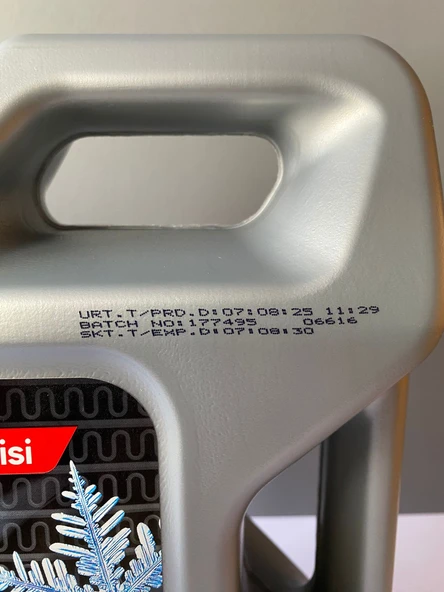 URT.T/PRD.D:07:08:25 11:29
BATCH NO:177495 06616
SKT.T/EXP.D:07:08:30
isi